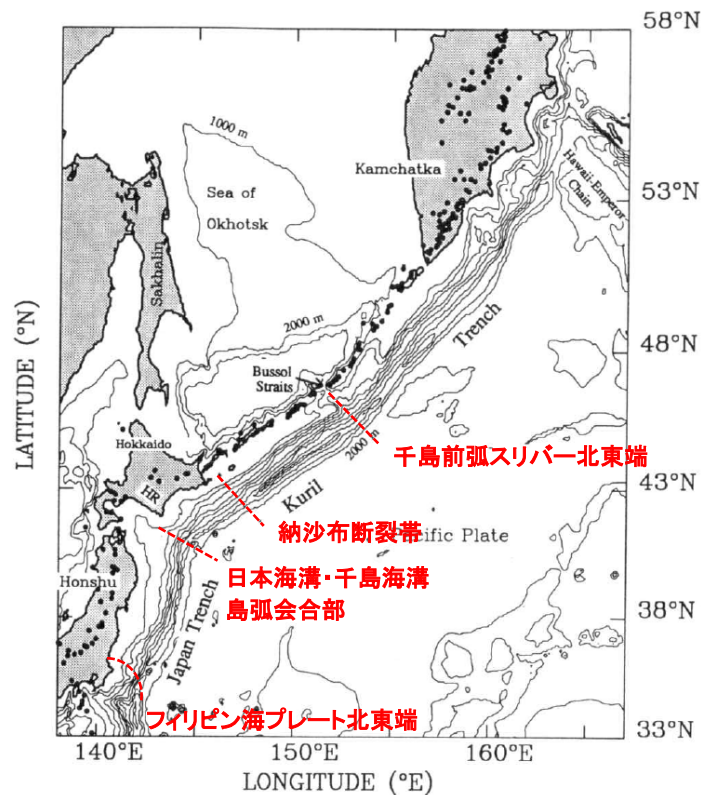 58°N
1000 m
Kamchatka
Sea of
Okhotsk
Hawaii-Emperor
Chain
53°N
Sakhalin
2000 m
Trench
48°N
Bussol
Straits
LATITUDE (°N)
千島前弧スリバー北東端
2000 m
Hokkaido
HR
Kuril
43°N
納沙布断裂帯
Pacific Plate
日本海溝・千島海溝
島弧会合部
Honshu
38°N
Japan Trench
フィリピン海プレート北東端
33°N
140°E
150°E
160°E
LONGITUDE (°E)